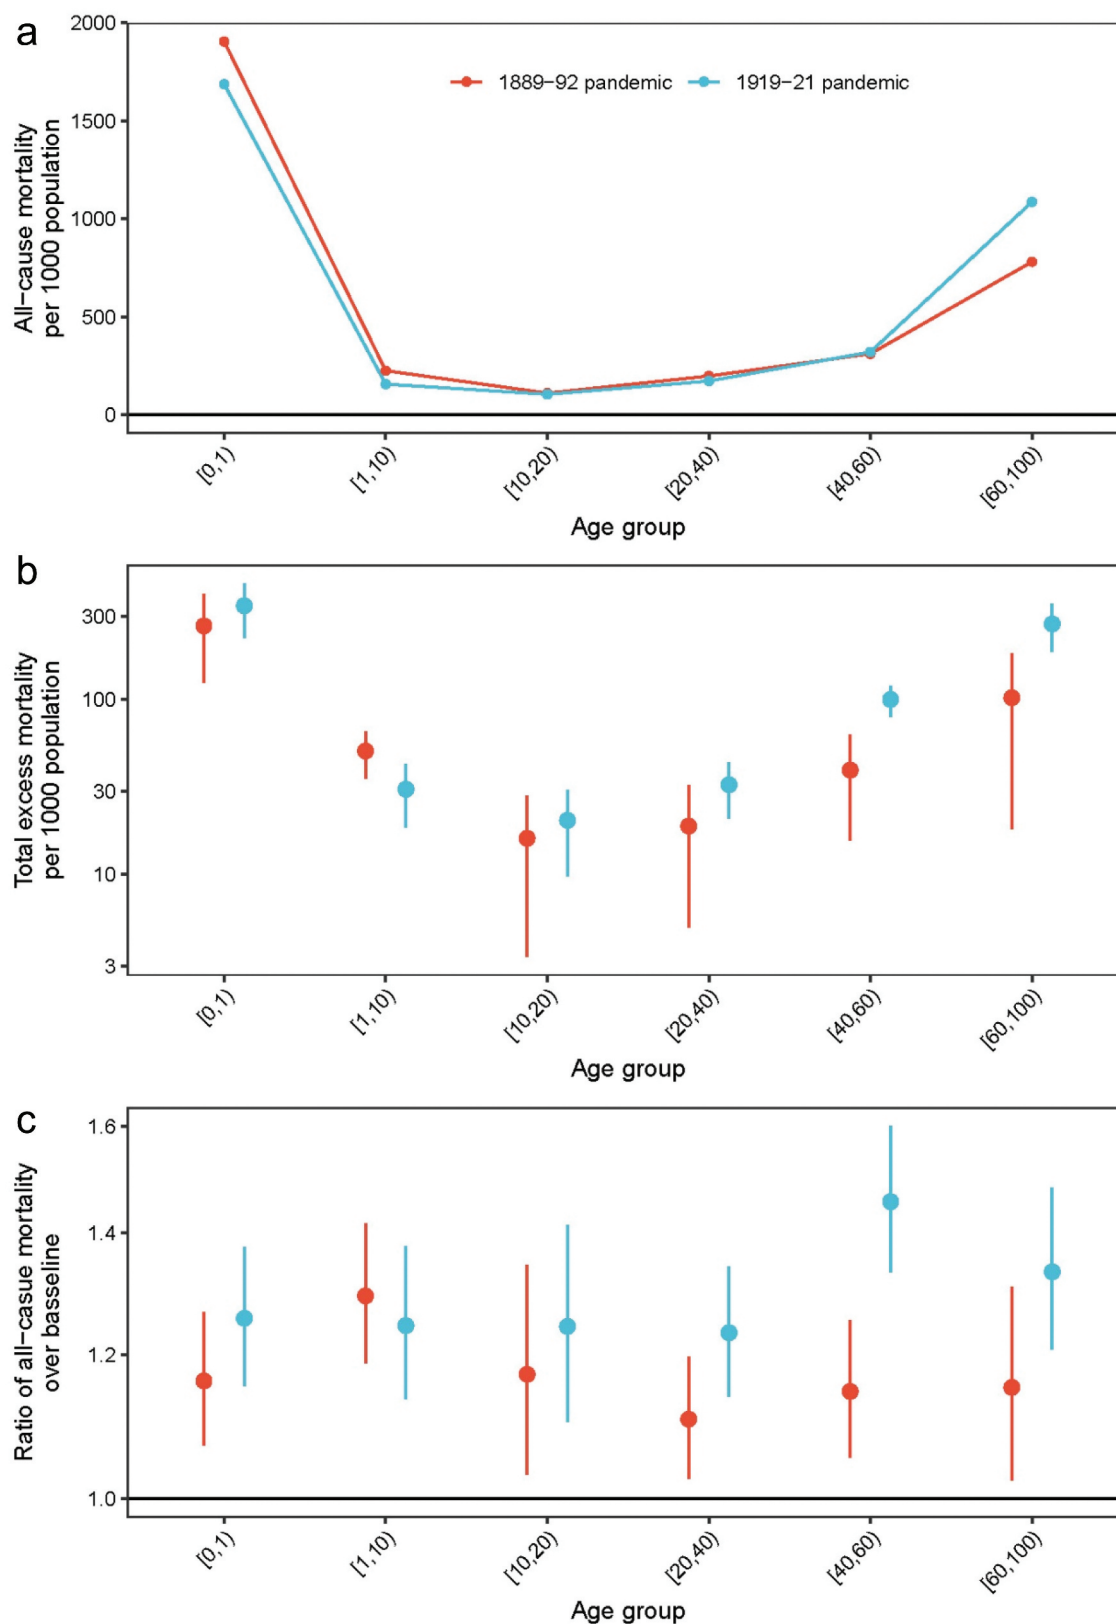 a
All-cause mortality
per 1000 population
2000
1500
1000
500
0
1889-92 pandemic
1919-21 pandemic
[0,1)
[1,10)
[10,20)
[20,40)
[40,60)
[60,100)
Age group
b
Total excess mortality
per 1000 population
300
100
30
10
3
[0,1)
[1,10)
[10,20)
[20,40)
[40,60)
[60,100)
Age group
c
Ratio of all-casue mortality
over basseline
1.6
1.4
1.2
1.0
[0,1)
[1,10)
[10,20)
[20,40)
[40,60)
[60,100)
Age group